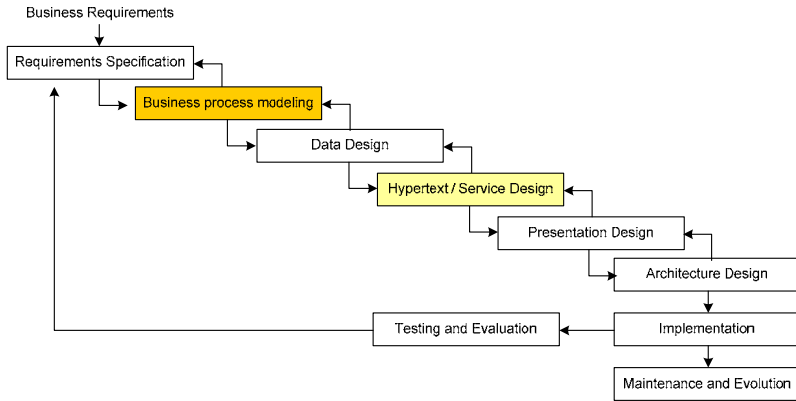 Business Requirements
Requirements Specification
Business process modeling
Data Design
Hypertext / Service Design
Presentation Design
Architecture Design
Testing and Evaluation
Implementation
Maintenance and Evolution